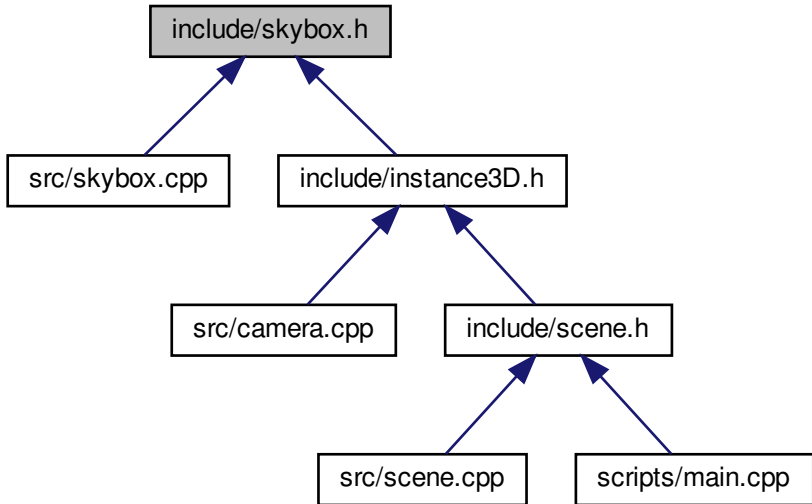 include/skybox.h
src/skybox.cpp
include/instance3D.h
src/camera.cpp
include/scene.h
src/scene.cpp
scripts/main.cpp